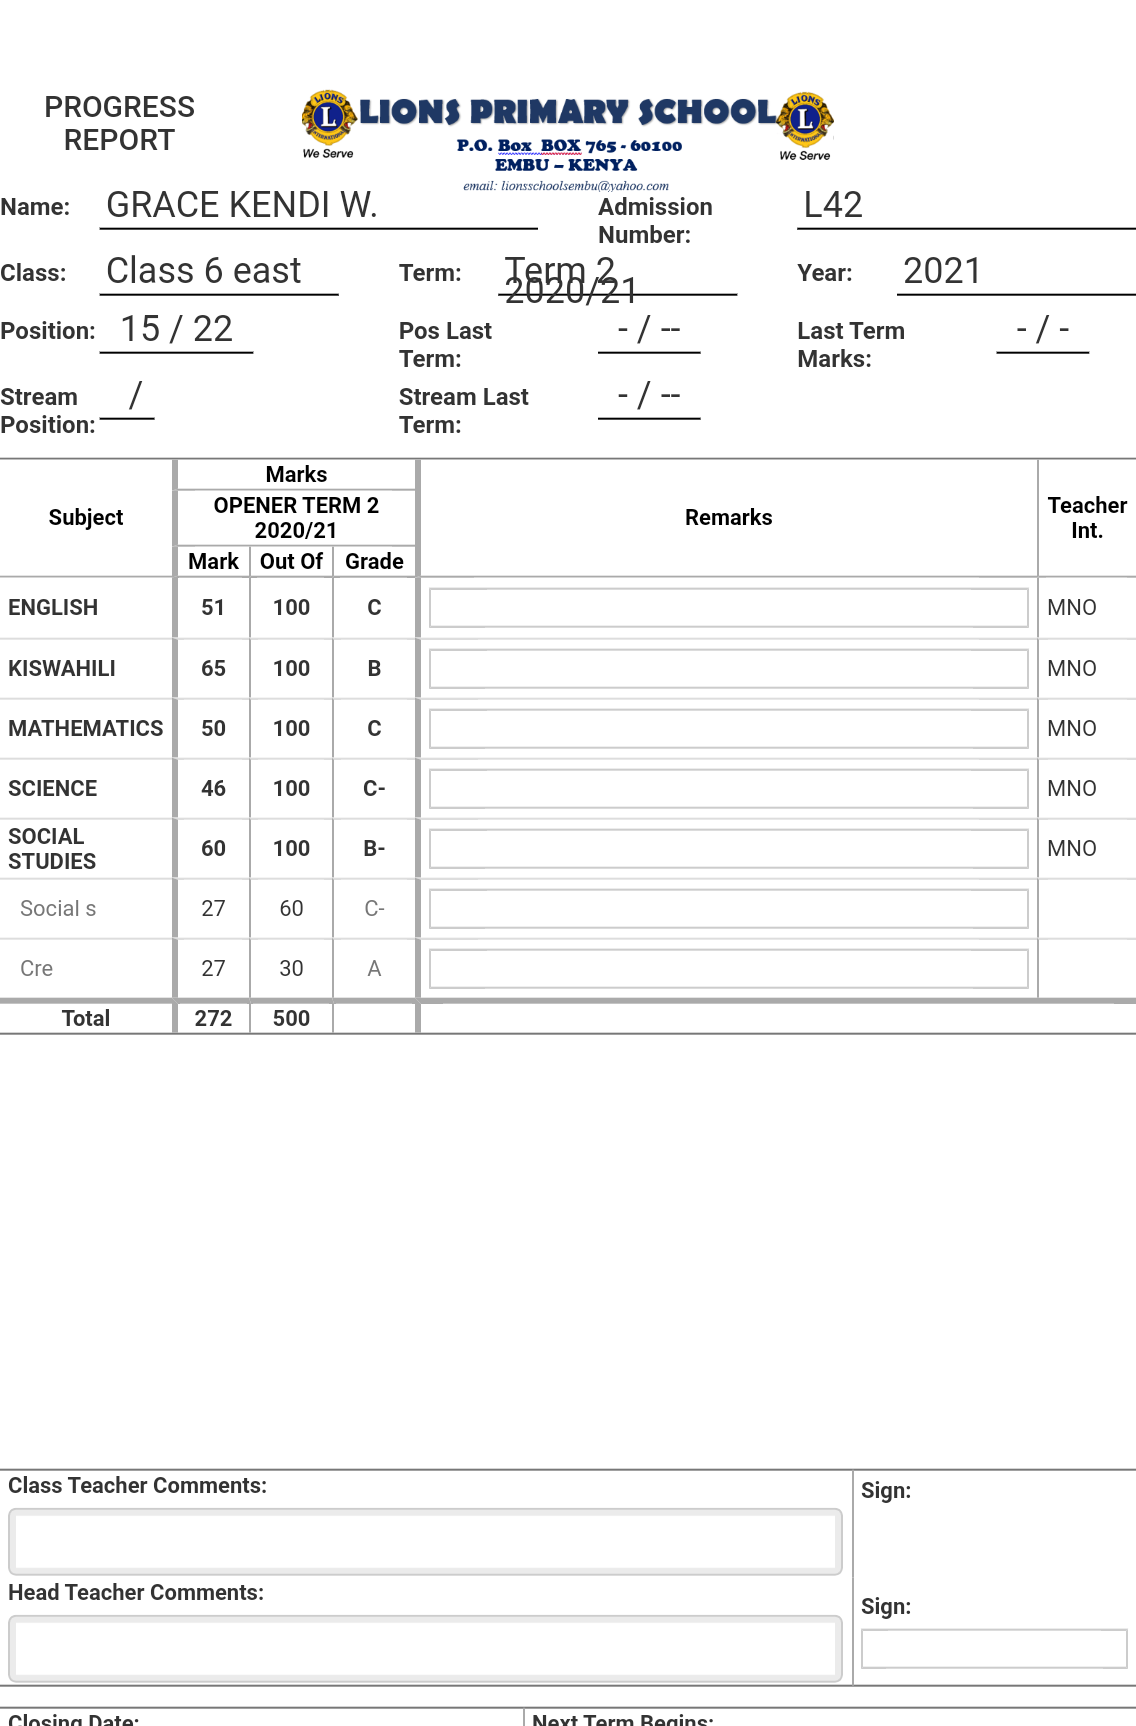 PROGRESS
REPORT
LIONS PRIMARY SCHOOL
P.O. Box BOX 765 - 60100
EMBU – KENYA
email: lionsschoolsembu@yahoo.com
LIONS
L
INTERNATIONAL
We Serve
LIONS
L
INTERNATIONAL
We Serve
Name: GRACE KENDI W. Admission Number: L42
Class: Class 6 east Term: Term 2 2020/21 Year: 2021
Position: 15 / 22 Pos Last Term: - / -- Last Term Marks: - / -
Stream Position: / Stream Last Term: - / --
Subject Marks Remarks Teacher Int.
OPENER TERM 2 2020/21
Mark Out Of Grade
ENGLISH 51 100 C MNO
KISWAHILI 65 100 B MNO
MATHEMATICS 50 100 C MNO
SCIENCE 46 100 C- MNO
SOCIAL STUDIES 60 100 B- MNO
Social s 27 60 C-
Cre 27 30 A
Total 272 500
Class Teacher Comments: Sign:
Head Teacher Comments: Sign:
Closing Date: Next Term Begins: